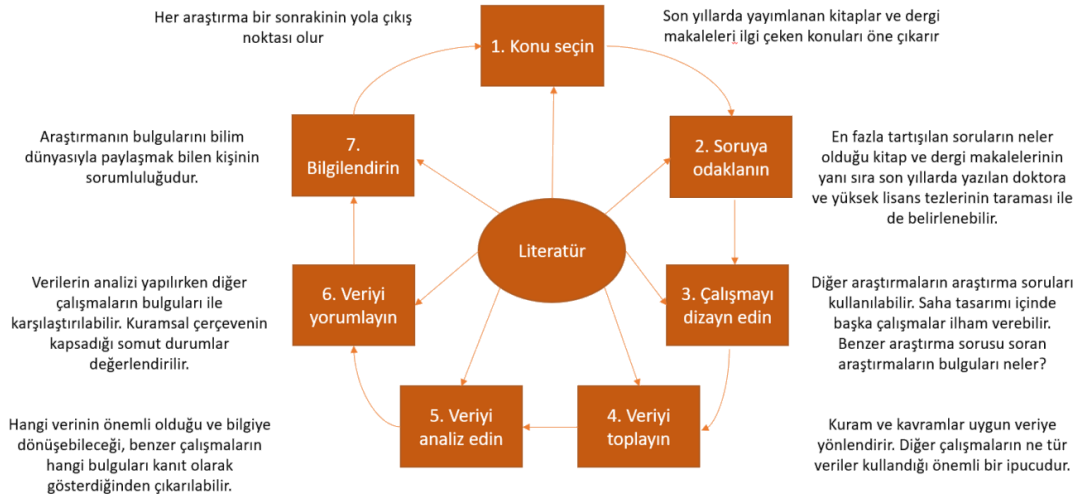 Her araştırma bir sonrakinin yola çıkış
noktası olur
1. Konu seçin
Son yıllarda yayımlanan kitaplar ve dergi
makaleleri ilgi çeken konuları öne çıkarır
Araştırmanın bulgularını bilim
dünyasıyla paylaşmak bilen kişinin
sorumluluğudur.
7.
Bilgilendirin
2. Soruya
odaklanın
En fazla tartışılan soruların neler
olduğu kitap ve dergi makalelerinin
yanı sıra son yıllarda yazılan doktora
ve yüksek lisans tezlerinin taraması ile
de belirlenebilir.
Literatür
Verilerin analizi yapılırken diğer
çalışmaların bulguları ile
karşılaştırılabilir. Kuramsal çerçevenin
kapsadığı somut durumlar
değerlendirilir.
6. Veriyi
yorumlayın
3. Çalışmayı
dizayn edin
Diğer araştırmaların araştırma soruları
kullanılabilir. Saha tasarımı içinde
başka çalışmalar ilham verebilir.
Benzer araştırma sorusu soran
araştırmaların bulguları neler?
Hangi verinin önemli olduğu ve bilgiye
dönüşebileceği, benzer çalışmaların
hangi bulguları kanıt olarak
gösterdiğinden çıkarılabilir.
5. Veriyi
analiz edin
4. Veriyi
toplayın
Kuram ve kavramlar uygun veriye
yönlendirir. Diğer çalışmaların ne tür
veriler kullandığı önemli bir ipucudur.